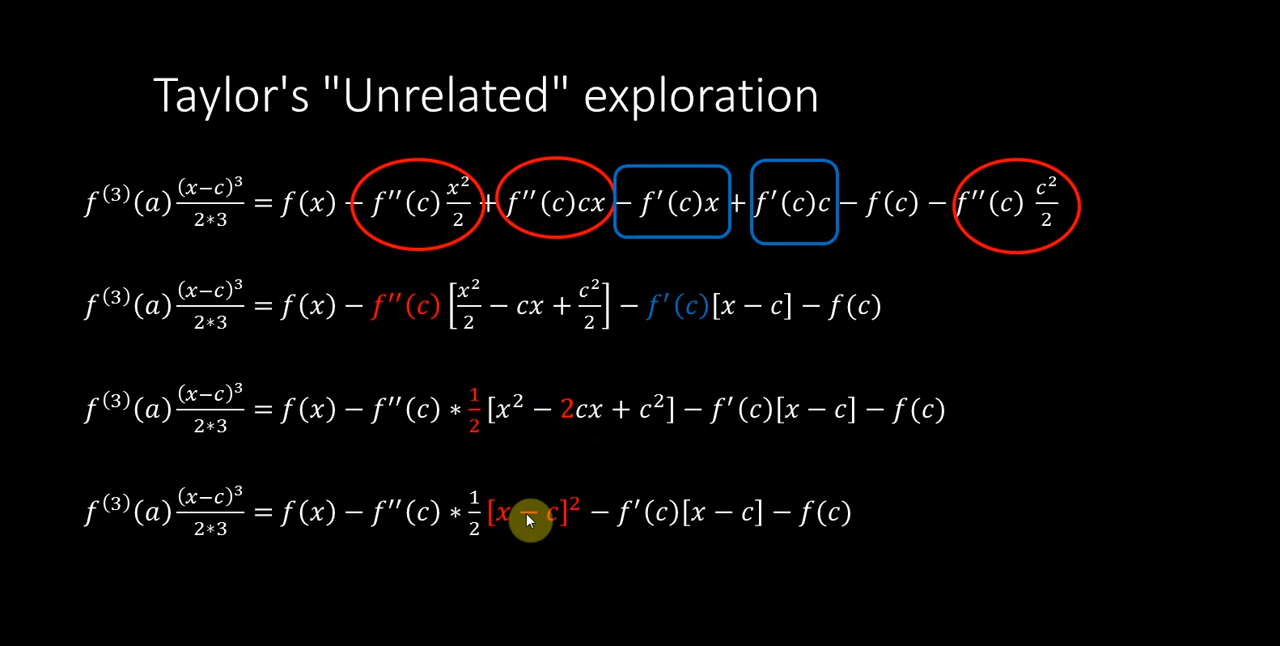 Taylor's "Unrelated" exploration
f⁽³⁾(a) (x−c)³/2∗3 = f(x) − f′′(c) x²/2 + f′′(c)cx − f′(c)x + f′(c)c − f(c) − f′′(c) c²/2
f⁽³⁾(a) (x−c)³/2∗3 = f(x) − f′′(c) [x²/2 − cx + c²/2] − f′(c)[x − c] − f(c)
f⁽³⁾(a) (x−c)³/2∗3 = f(x) − f′′(c) ∗ 1/2 [x² − 2cx + c²] − f′(c)[x − c] − f(c)
f⁽³⁾(a) (x−c)³/2∗3 = f(x) − f′′(c) ∗ 1/2 [x − c]² − f′(c)[x − c] − f(c)